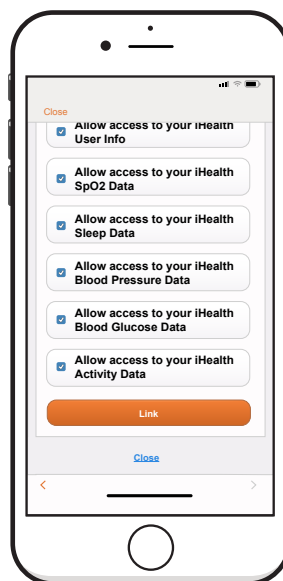 Close
Allow access to your iHealth
User Info
Allow access to your iHealth
SpO2 Data
Allow access to your iHealth
Sleep Data
Allow access to your iHealth
Blood Pressure Data
Allow access to your iHealth
Blood Glucose Data
Allow access to your iHealth
Activity Data
Link
Close